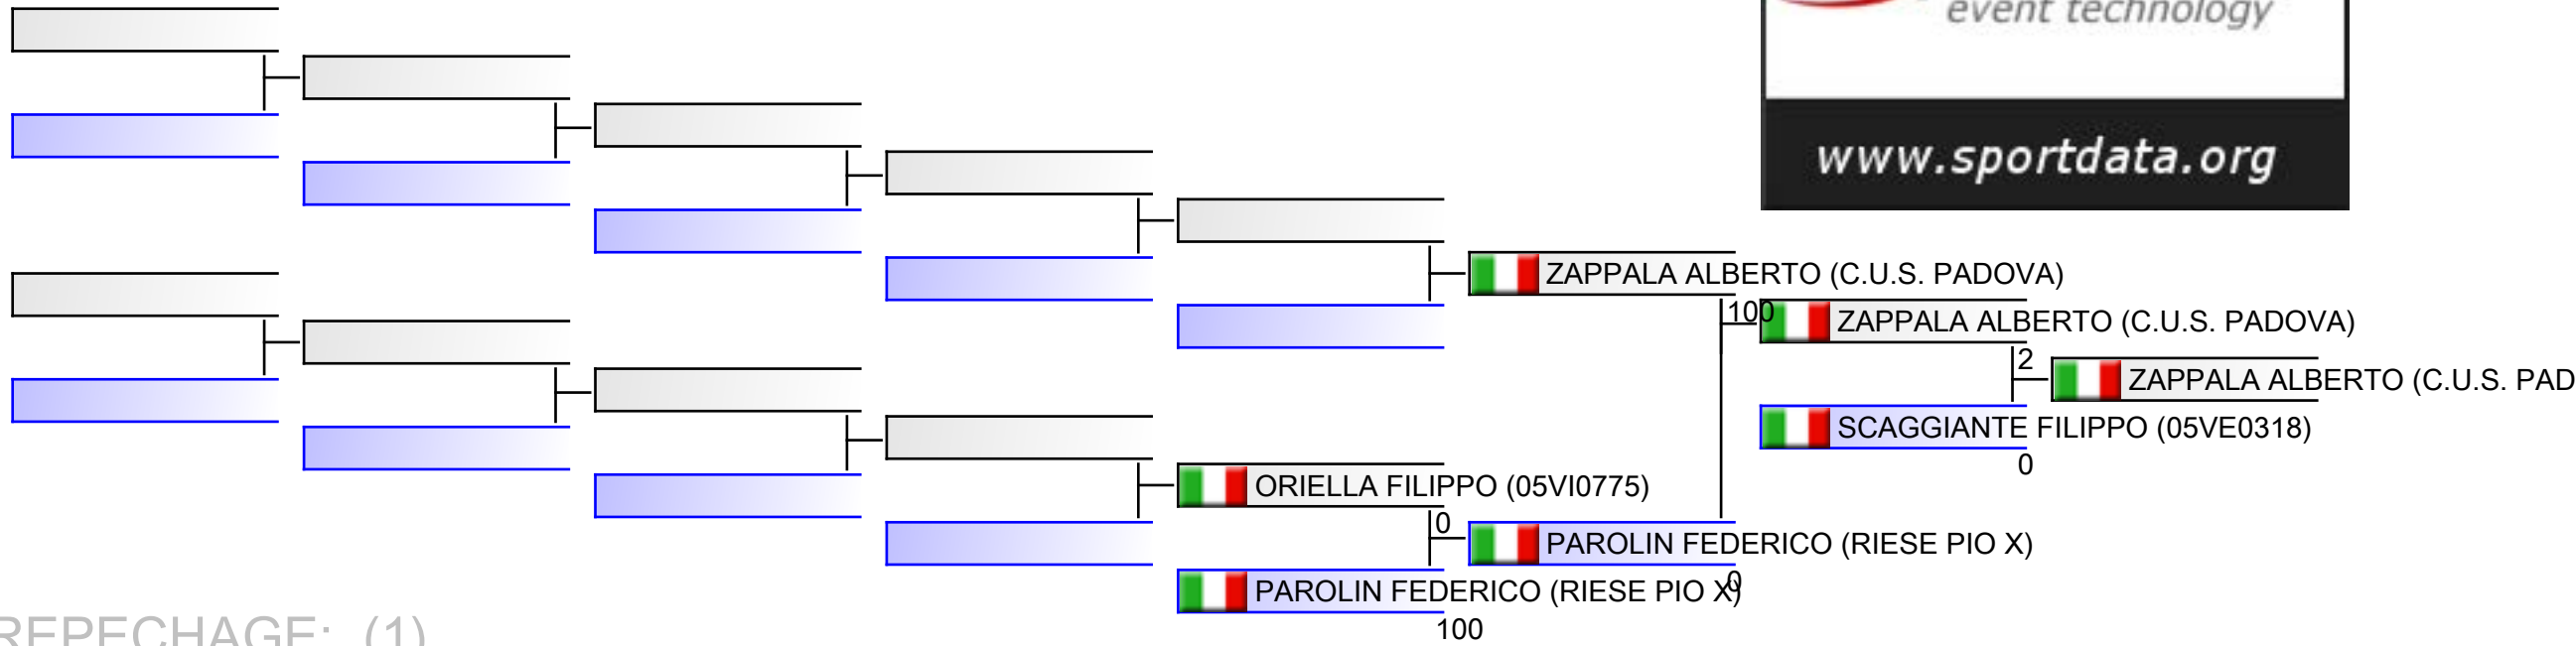 event technology
www.sportdata.org
ZAPPALA ALBERTO (C.U.S. PADOVA)
100
ZAPPALA ALBERTO (C.U.S. PADOVA)
2
ZAPPALA ALBERTO (C.U.S. PAD
SCAGGIANTE FILIPPO (05VE0318)
0
ORIELLA FILIPPO (05VI0775)
0
PAROLIN FEDERICO (RIESE PIO X)
0
PAROLIN FEDERICO (RIESE PIO X)
100
REPECHAGE: (1)